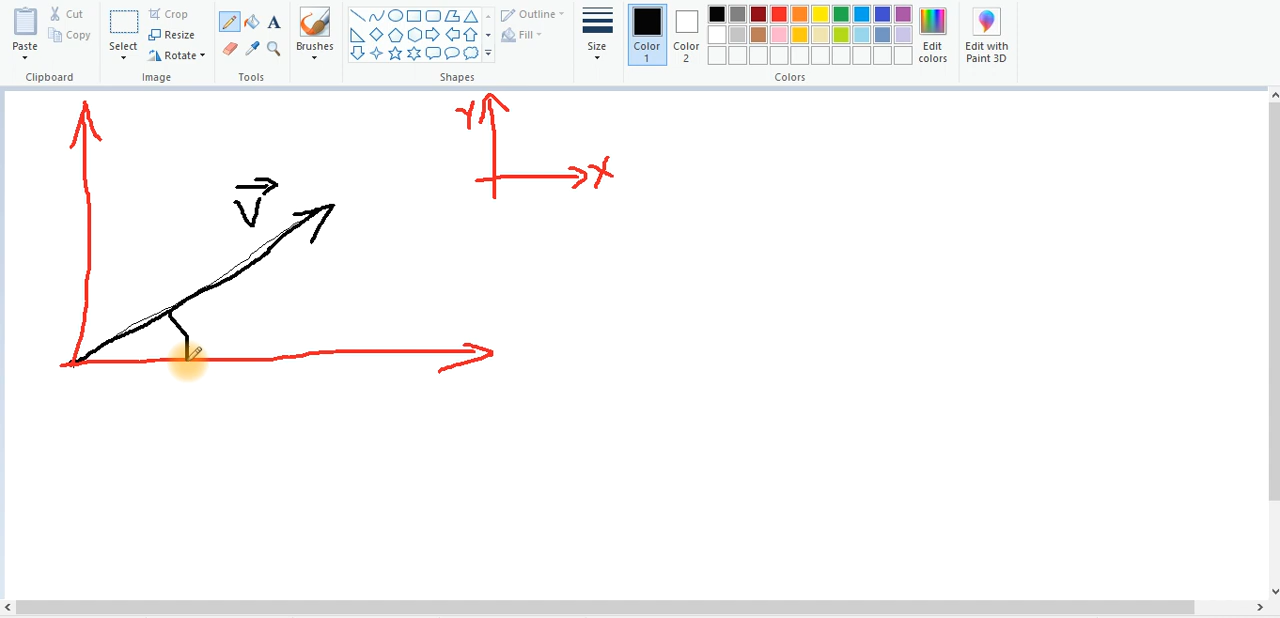 Paste
Cut
Copy
Clipboard
Select
Crop
Resize
Rotate
Image
A
Tools
Brushes
Outline
Fill
Shapes
Size
Color 1
Color 2
Edit colors
Colors
Edit with Paint 3D
Y
X
V